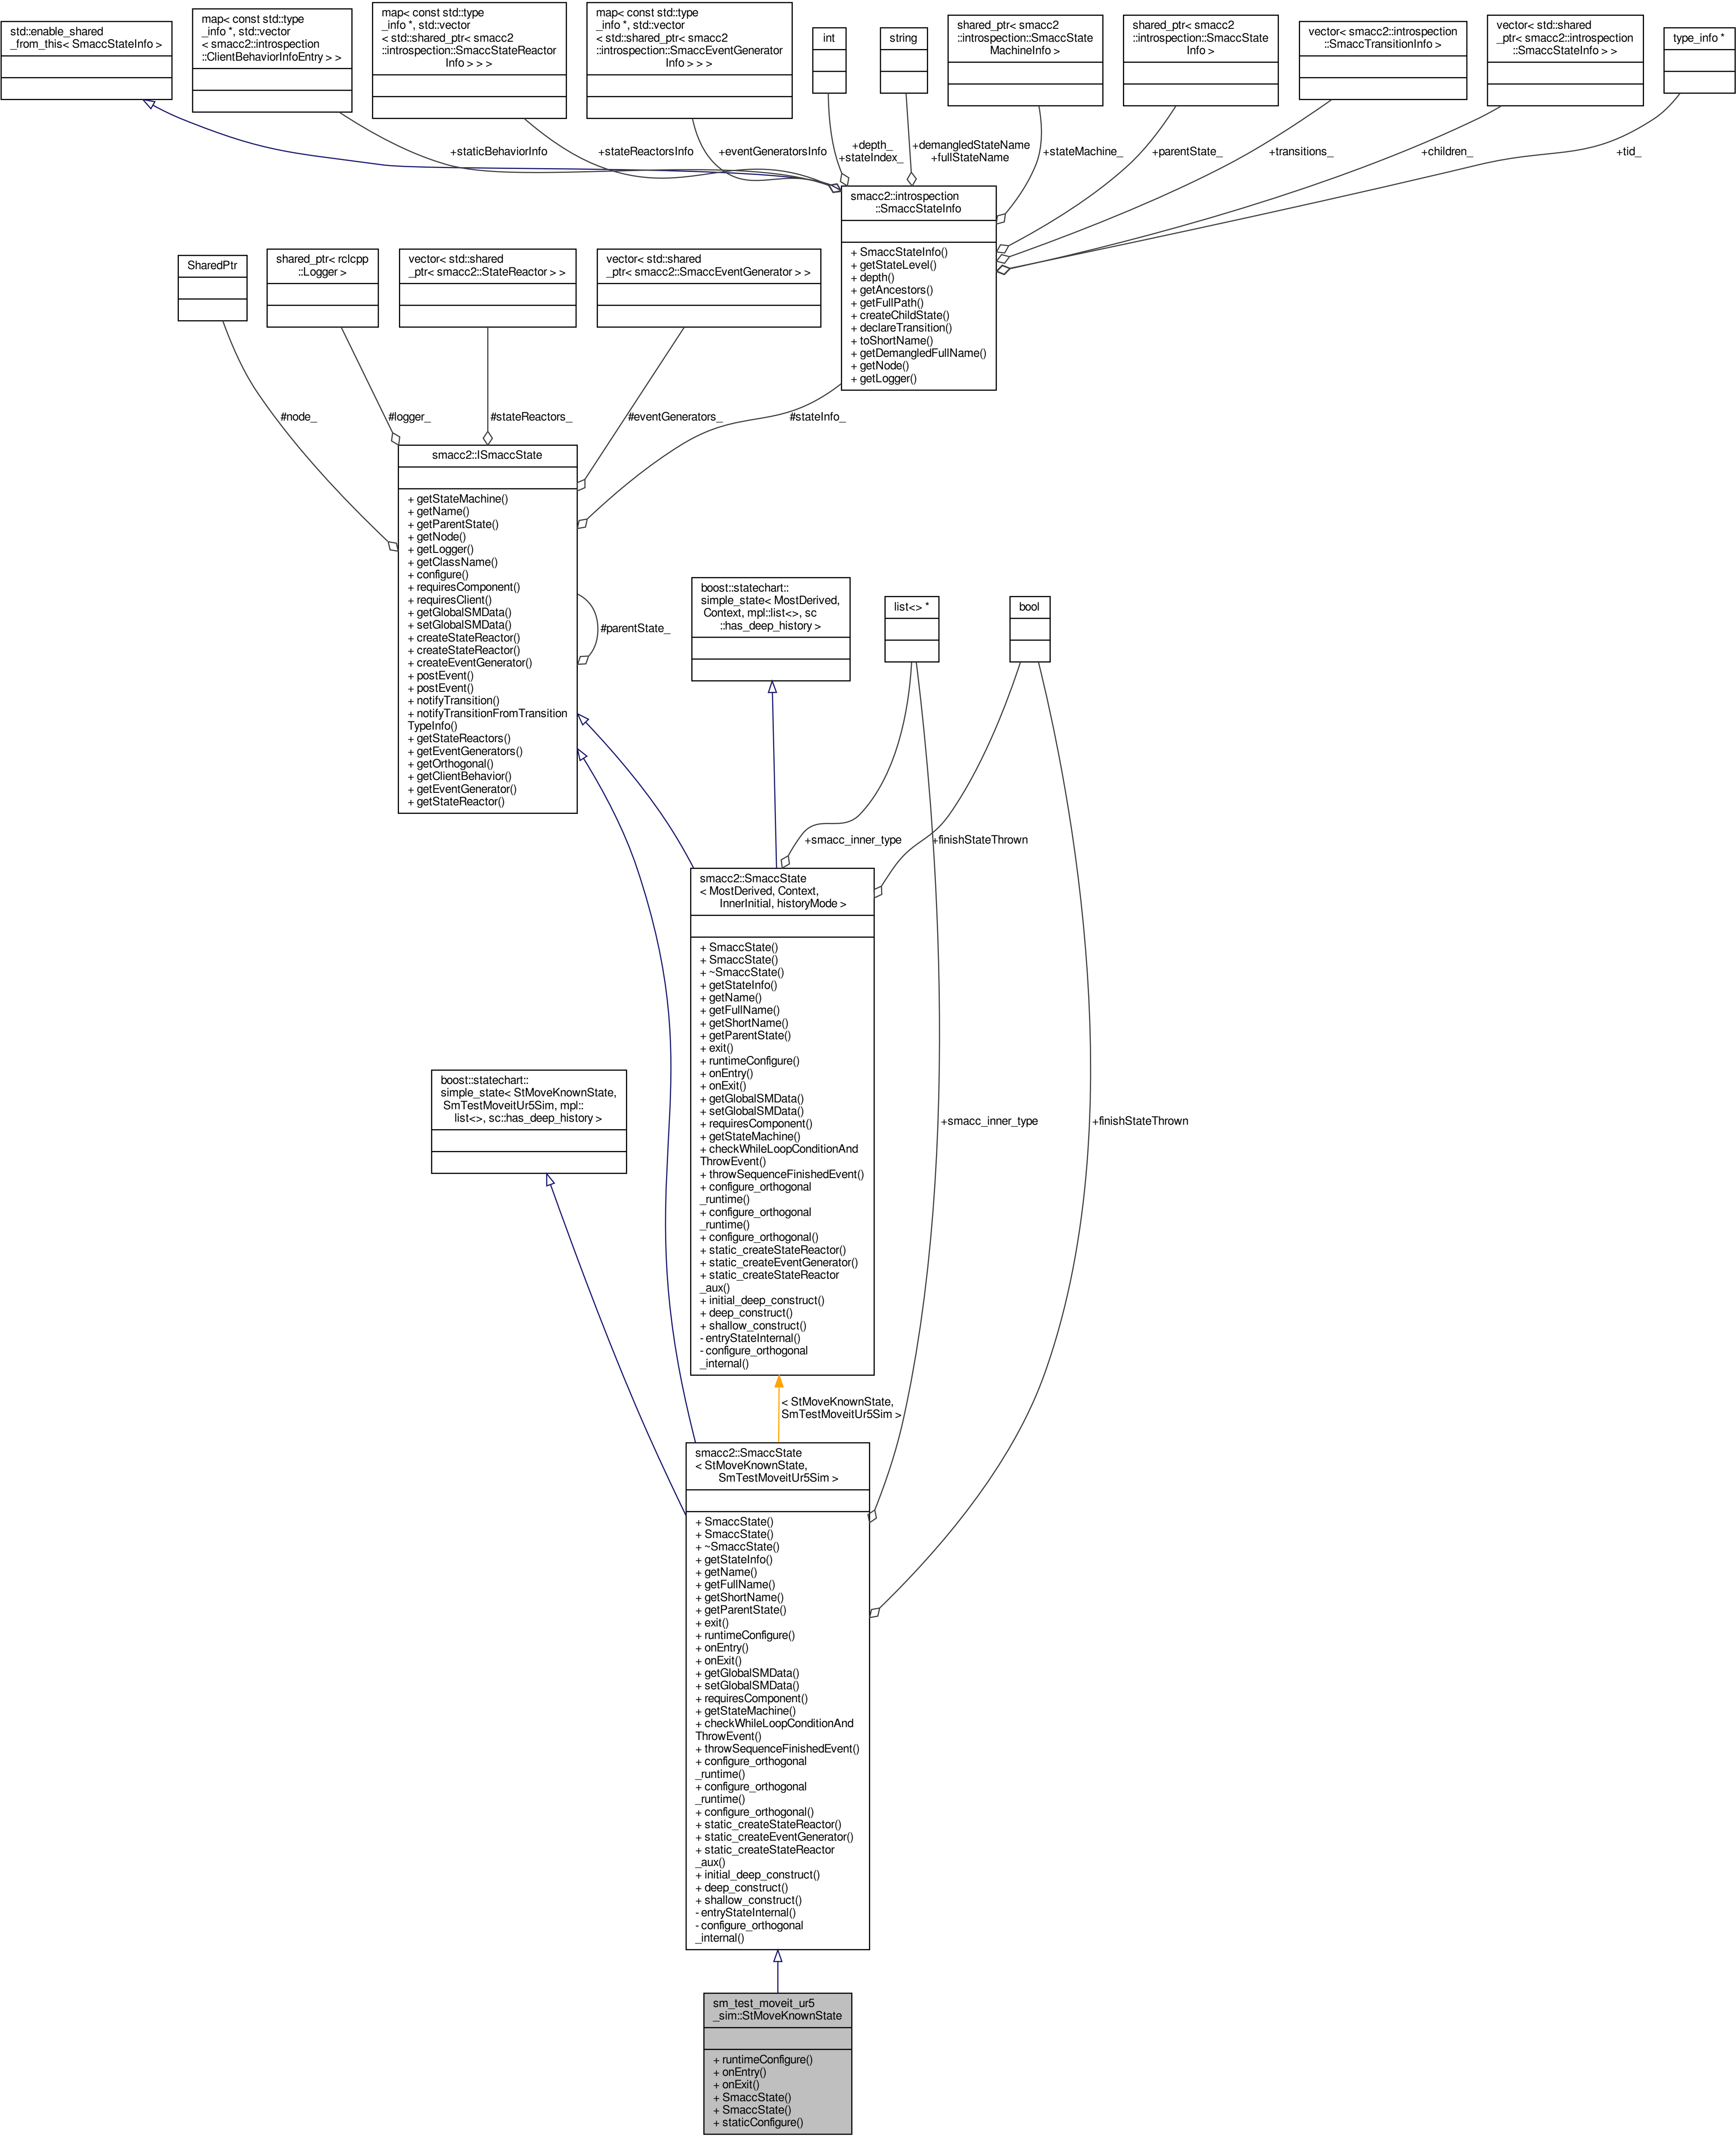 std::enable_shared
_from_this< SmaccStateInfo >
map< const std::type
_info *, std::vector
< smacc2::introspection
::ClientBehaviorInfoEntry > >
map< const std::type
_info *, std::vector
< std::shared_ptr< smacc2
::introspection::SmaccStateReactor
Info > > >
map< const std::type
_info *, std::vector
< std::shared_ptr< smacc2
::introspection::SmaccEventGenerator
Info > > >
int
string
shared_ptr< smacc2
::introspection::SmaccState
MachineInfo >
shared_ptr< smacc2
::introspection::SmaccState
Info >
vector< smacc2::introspection
::SmaccTransitionInfo >
vector< std::shared
_ptr< smacc2::introspection
::SmaccStateInfo > >
type_info *
+staticBehaviorInfo
+stateReactorsInfo
+eventGeneratorsInfo
+depth_
+stateIndex_
+demangledStateName
+fullStateName
+stateMachine_
+parentState_
+transitions_
+children_
+tid_
smacc2::introspection
::SmaccStateInfo
+ SmaccStateInfo()
+ getStateLevel()
+ depth()
+ getAncestors()
+ getFullPath()
+ createChildState()
+ declareTransition()
+ toShortName()
+ getDemangledFullName()
+ getNode()
+ getLogger()
SharedPtr
shared_ptr< rclcpp
::Logger >
vector< std::shared
_ptr< smacc2::StateReactor > >
vector< std::shared
_ptr< smacc2::SmaccEventGenerator > >
#node_
#logger_
#stateReactors_
#eventGenerators_
#stateInfo_
smacc2::ISmaccState
+ getStateMachine()
+ getName()
+ getParentState()
+ getNode()
+ getLogger()
+ getClassName()
+ configure()
+ requiresComponent()
+ requiresClient()
+ getGlobalSMData()
+ setGlobalSMData()
+ createStateReactor()
+ createStateReactor()
+ createEventGenerator()
+ postEvent()
+ postEvent()
+ notifyTransition()
+ notifyTransitionFromTransition
TypeInfo()
+ getStateReactors()
+ getEventGenerators()
+ getOrthogonal()
+ getClientBehavior()
+ getEventGenerator()
+ getStateReactor()
#parentState_
boost::statechart::
simple_state< MostDerived,
Context, mpl::list<>, sc
::has_deep_history >
list<> *
bool
+smacc_inner_type
+finishStateThrown
smacc2::SmaccState
< MostDerived, Context,
InnerInitial, historyMode >
+ SmaccState()
+ SmaccState()
+ ~SmaccState()
+ getStateInfo()
+ getName()
+ getFullName()
+ getShortName()
+ getParentState()
+ exit()
+ runtimeConfigure()
+ onEntry()
+ onExit()
+ getGlobalSMData()
+ setGlobalSMData()
+ requiresComponent()
+ getStateMachine()
+ checkWhileLoopConditionAnd
ThrowEvent()
+ throwSequenceFinishedEvent()
+ configure_orthogonal
_runtime()
+ configure_orthogonal
_runtime()
+ configure_orthogonal()
+ static_createStateReactor()
+ static_createEventGenerator()
+ static_createStateReactor
_aux()
+ initial_deep_construct()
+ deep_construct()
+ shallow_construct()
- entryStateInternal()
- configure_orthogonal
_internal()
boost::statechart::
simple_state< StMoveKnownState,
SmTestMoveitUr5Sim, mpl::
list<>, sc::has_deep_history >
+smacc_inner_type
+finishStateThrown
< StMoveKnownState,
SmTestMoveitUr5Sim >
smacc2::SmaccState
< StMoveKnownState,
SmTestMoveitUr5Sim >
+ SmaccState()
+ SmaccState()
+ ~SmaccState()
+ getStateInfo()
+ getName()
+ getFullName()
+ getShortName()
+ getParentState()
+ exit()
+ runtimeConfigure()
+ onEntry()
+ onExit()
+ getGlobalSMData()
+ setGlobalSMData()
+ requiresComponent()
+ getStateMachine()
+ checkWhileLoopConditionAnd
ThrowEvent()
+ throwSequenceFinishedEvent()
+ configure_orthogonal
_runtime()
+ configure_orthogonal
_runtime()
+ configure_orthogonal()
+ static_createStateReactor()
+ static_createEventGenerator()
+ static_createStateReactor
_aux()
+ initial_deep_construct()
+ deep_construct()
+ shallow_construct()
- entryStateInternal()
- configure_orthogonal
_internal()
sm_test_moveit_ur5
_sim::StMoveKnownState
+ runtimeConfigure()
+ onEntry()
+ onExit()
+ SmaccState()
+ SmaccState()
+ staticConfigure()